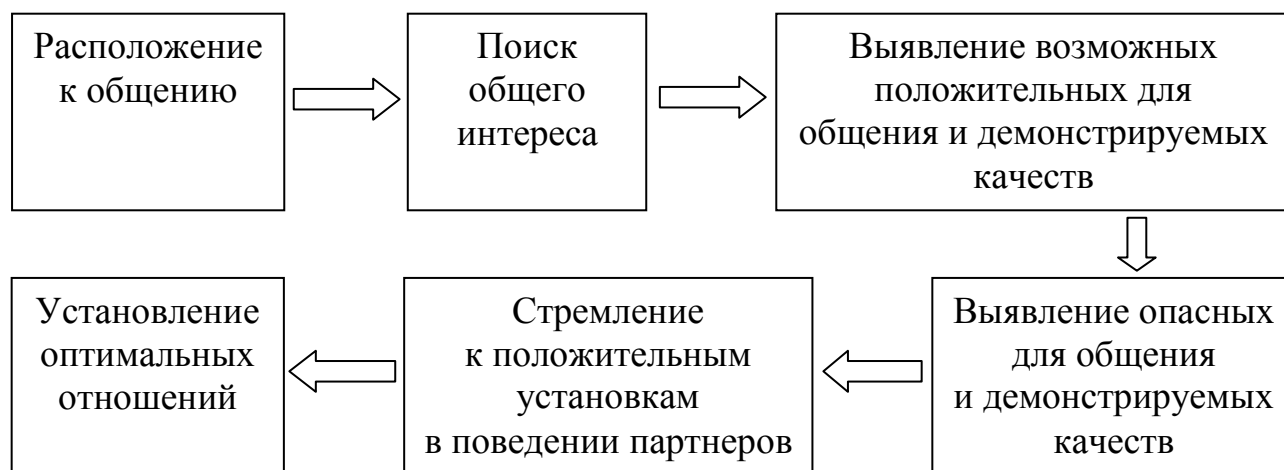 Расположение
к общению
Поиск
общего
интереса
Выявление возможных
положительных для
общения и демонстрируемых
качеств
Выявление опасных
для общения
и демонстрируемых
качеств
Стремление
к положительным
установкам
в поведении партнеров
Установление
оптимальных
отношений